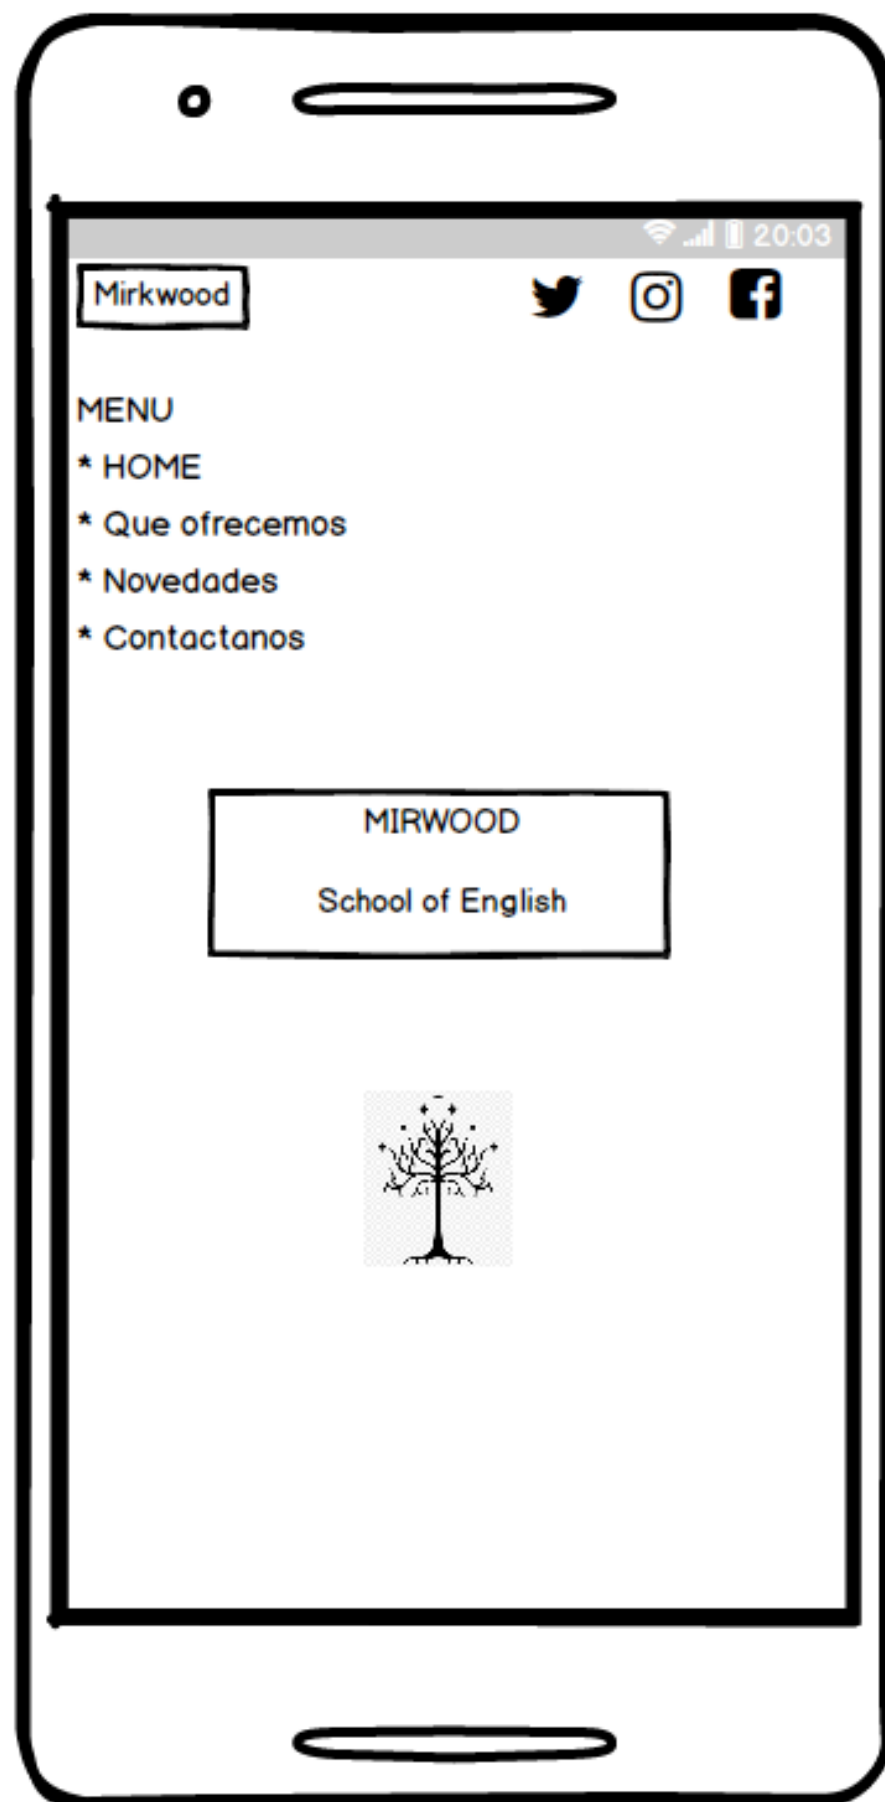 20:03
Mirkwood
MENU
* HOME
* Que ofrecemos
* Novedades
* Contactanos
MIRWOOD
School of English